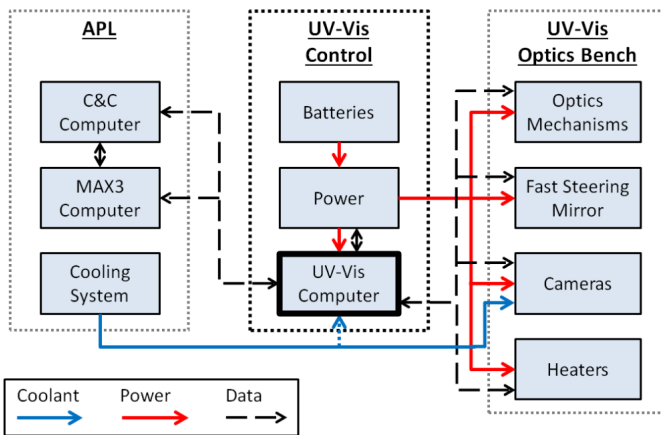 APL
C&C
Computer
MAX3
Computer
Cooling
System
UV-Vis
Control
Batteries
Power
UV-Vis
Computer
UV-Vis
Optics Bench
Optics
Mechanisms
Fast Steering
Mirror
Cameras
Heaters
Coolant Power Data